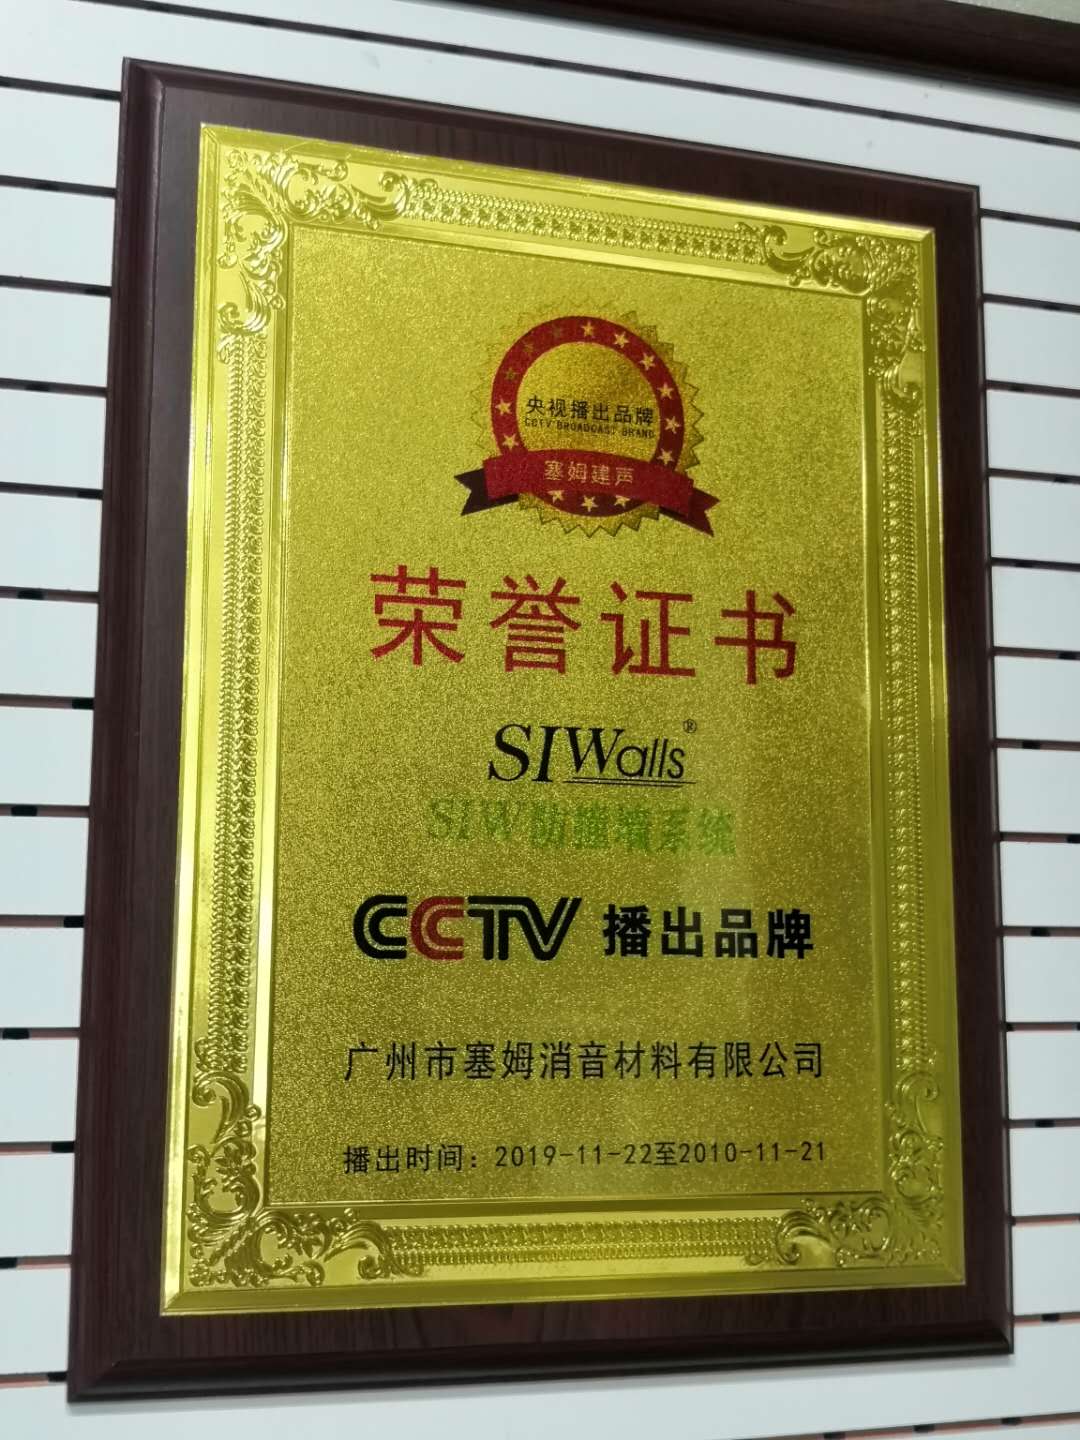 央视播出品牌
CCTV BROADCAST BRAND
塞姆建声
荣誉证书
SIWalls®
SIW防撞墙系统
CCTV 播出品牌
广州市塞姆消音材料有限公司
播出时间：2019-11-22至2010-11-21